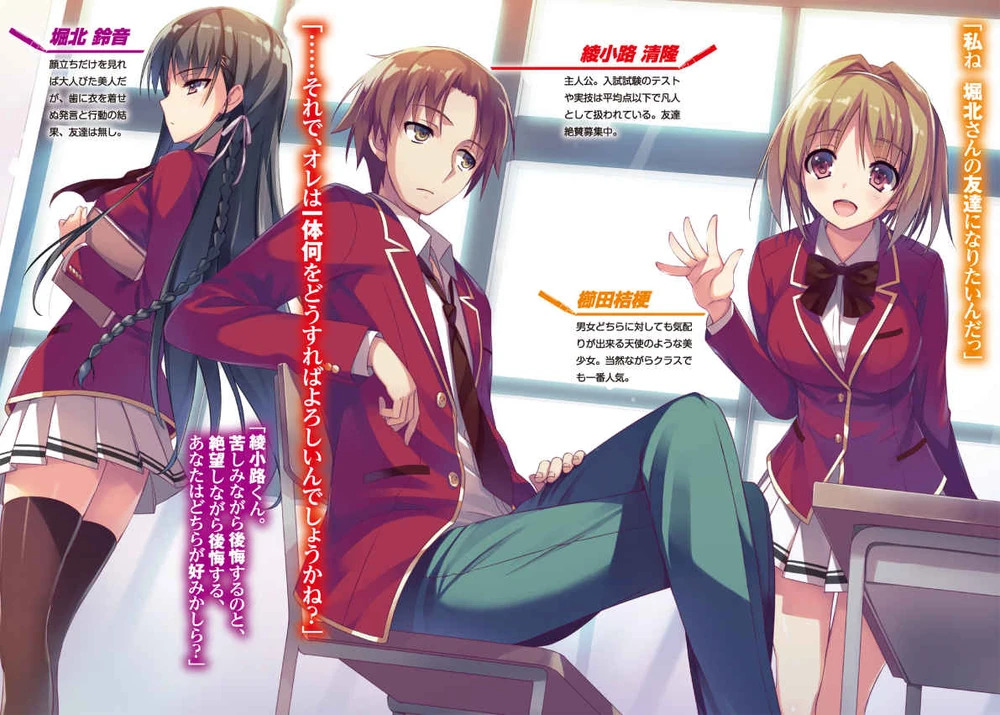 「私ね 堀北さんの友達になりたいんだっ」
綾小路 清隆
主人公。入試試験のテスト
や実技は平均点以下で凡人
として扱われている。友達
絶賛募集中。
櫛田桔梗
男女どちらに対しても気配
りが出来る天使のような美
少女。当然ながらクラスで
も一番人気。
「……それで、オレは一体何をどうすればよろしいんでしょうかね?」
堀北 鈴音
顔立ちだけを見れ
ば大人びた美人だ
が、歯に衣を着せ
ぬ発言と行動の結
果、友達は無し。
「綾小路くん。
苦しみながら後悔するのと、
絶望しながら後悔する、
あなたはどちらが好みかしら?」